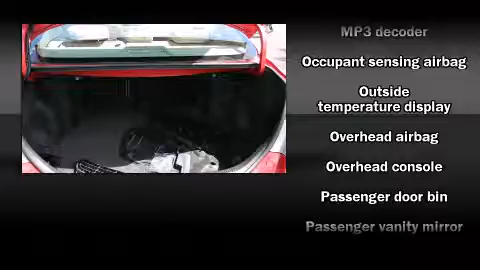 MP3 decoder
Occupant sensing airbag
Outside
temperature display
Overhead airbag
Overhead console
Passenger door bin
Passenger vanity mirror